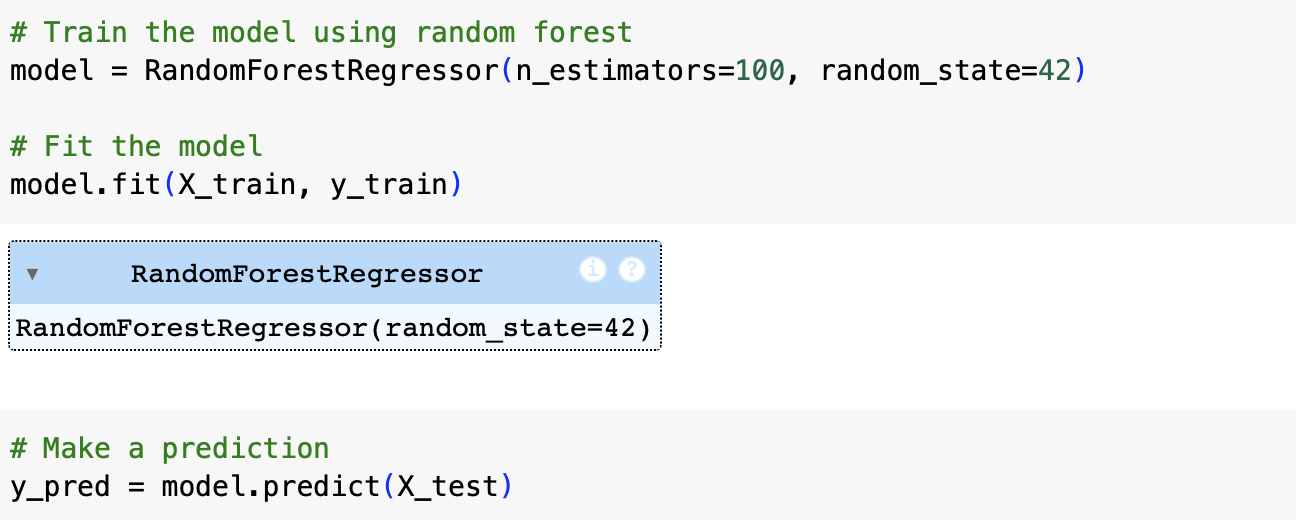 # Train the model using random forest
model = RandomForestRegressor(n_estimators=100, random_state=42)
# Fit the model
model.fit(X_train, y_train)
▼ RandomForestRegressor i ?
RandomForestRegressor(random_state=42)
# Make a prediction
y_pred = model.predict(X_test)